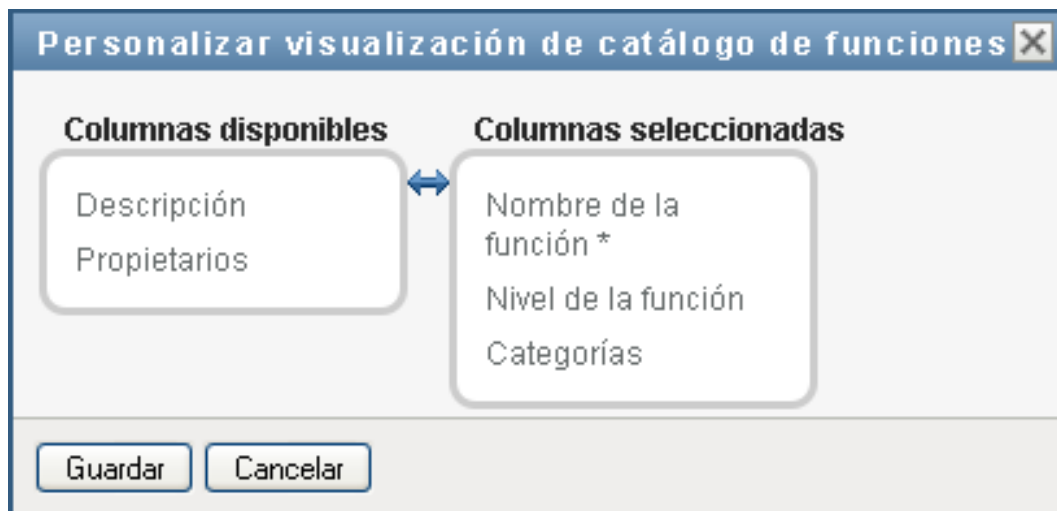 Personalizar visualización de catálogo de funciones
Columnas disponibles
Descripción
Propietarios
Columnas seleccionadas
Nombre de la
función *
Nivel de la función
Categorías
Guardar
Cancelar